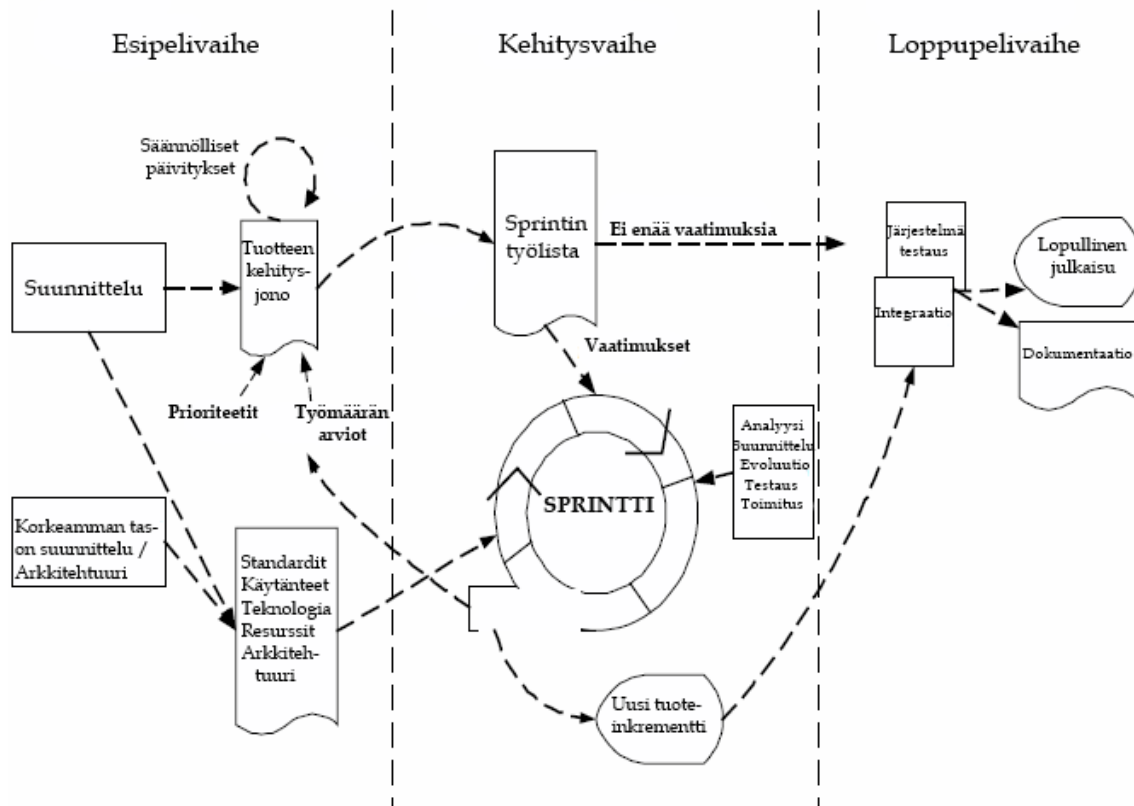 Esipelivaihe
Kehitysvaihe
Loppupelivaihe
Säännölliset
päivitykset
Tuotteen
kehitys-
jono
Suunnittelu
Prioriteetit
Työmäärän
arviot
Korkeamman tas-
on suunnittelu /
Arkkitehtuuri
Standardit
Käytänteet
Teknologia
Resurssit
Arkkiteh-
tuuri
Sprintin
työlista
Ei enää vaatimuksia
Vaatimukset
SPRINTTI
Analyysi
Suunnittelu
Evoluutio
Testaus
Toimitus
Uusi tuote-
inkrementti
Järjestelmä
testaus
Integraatio
Lopullinen
julkaisu
Dokumentaatio